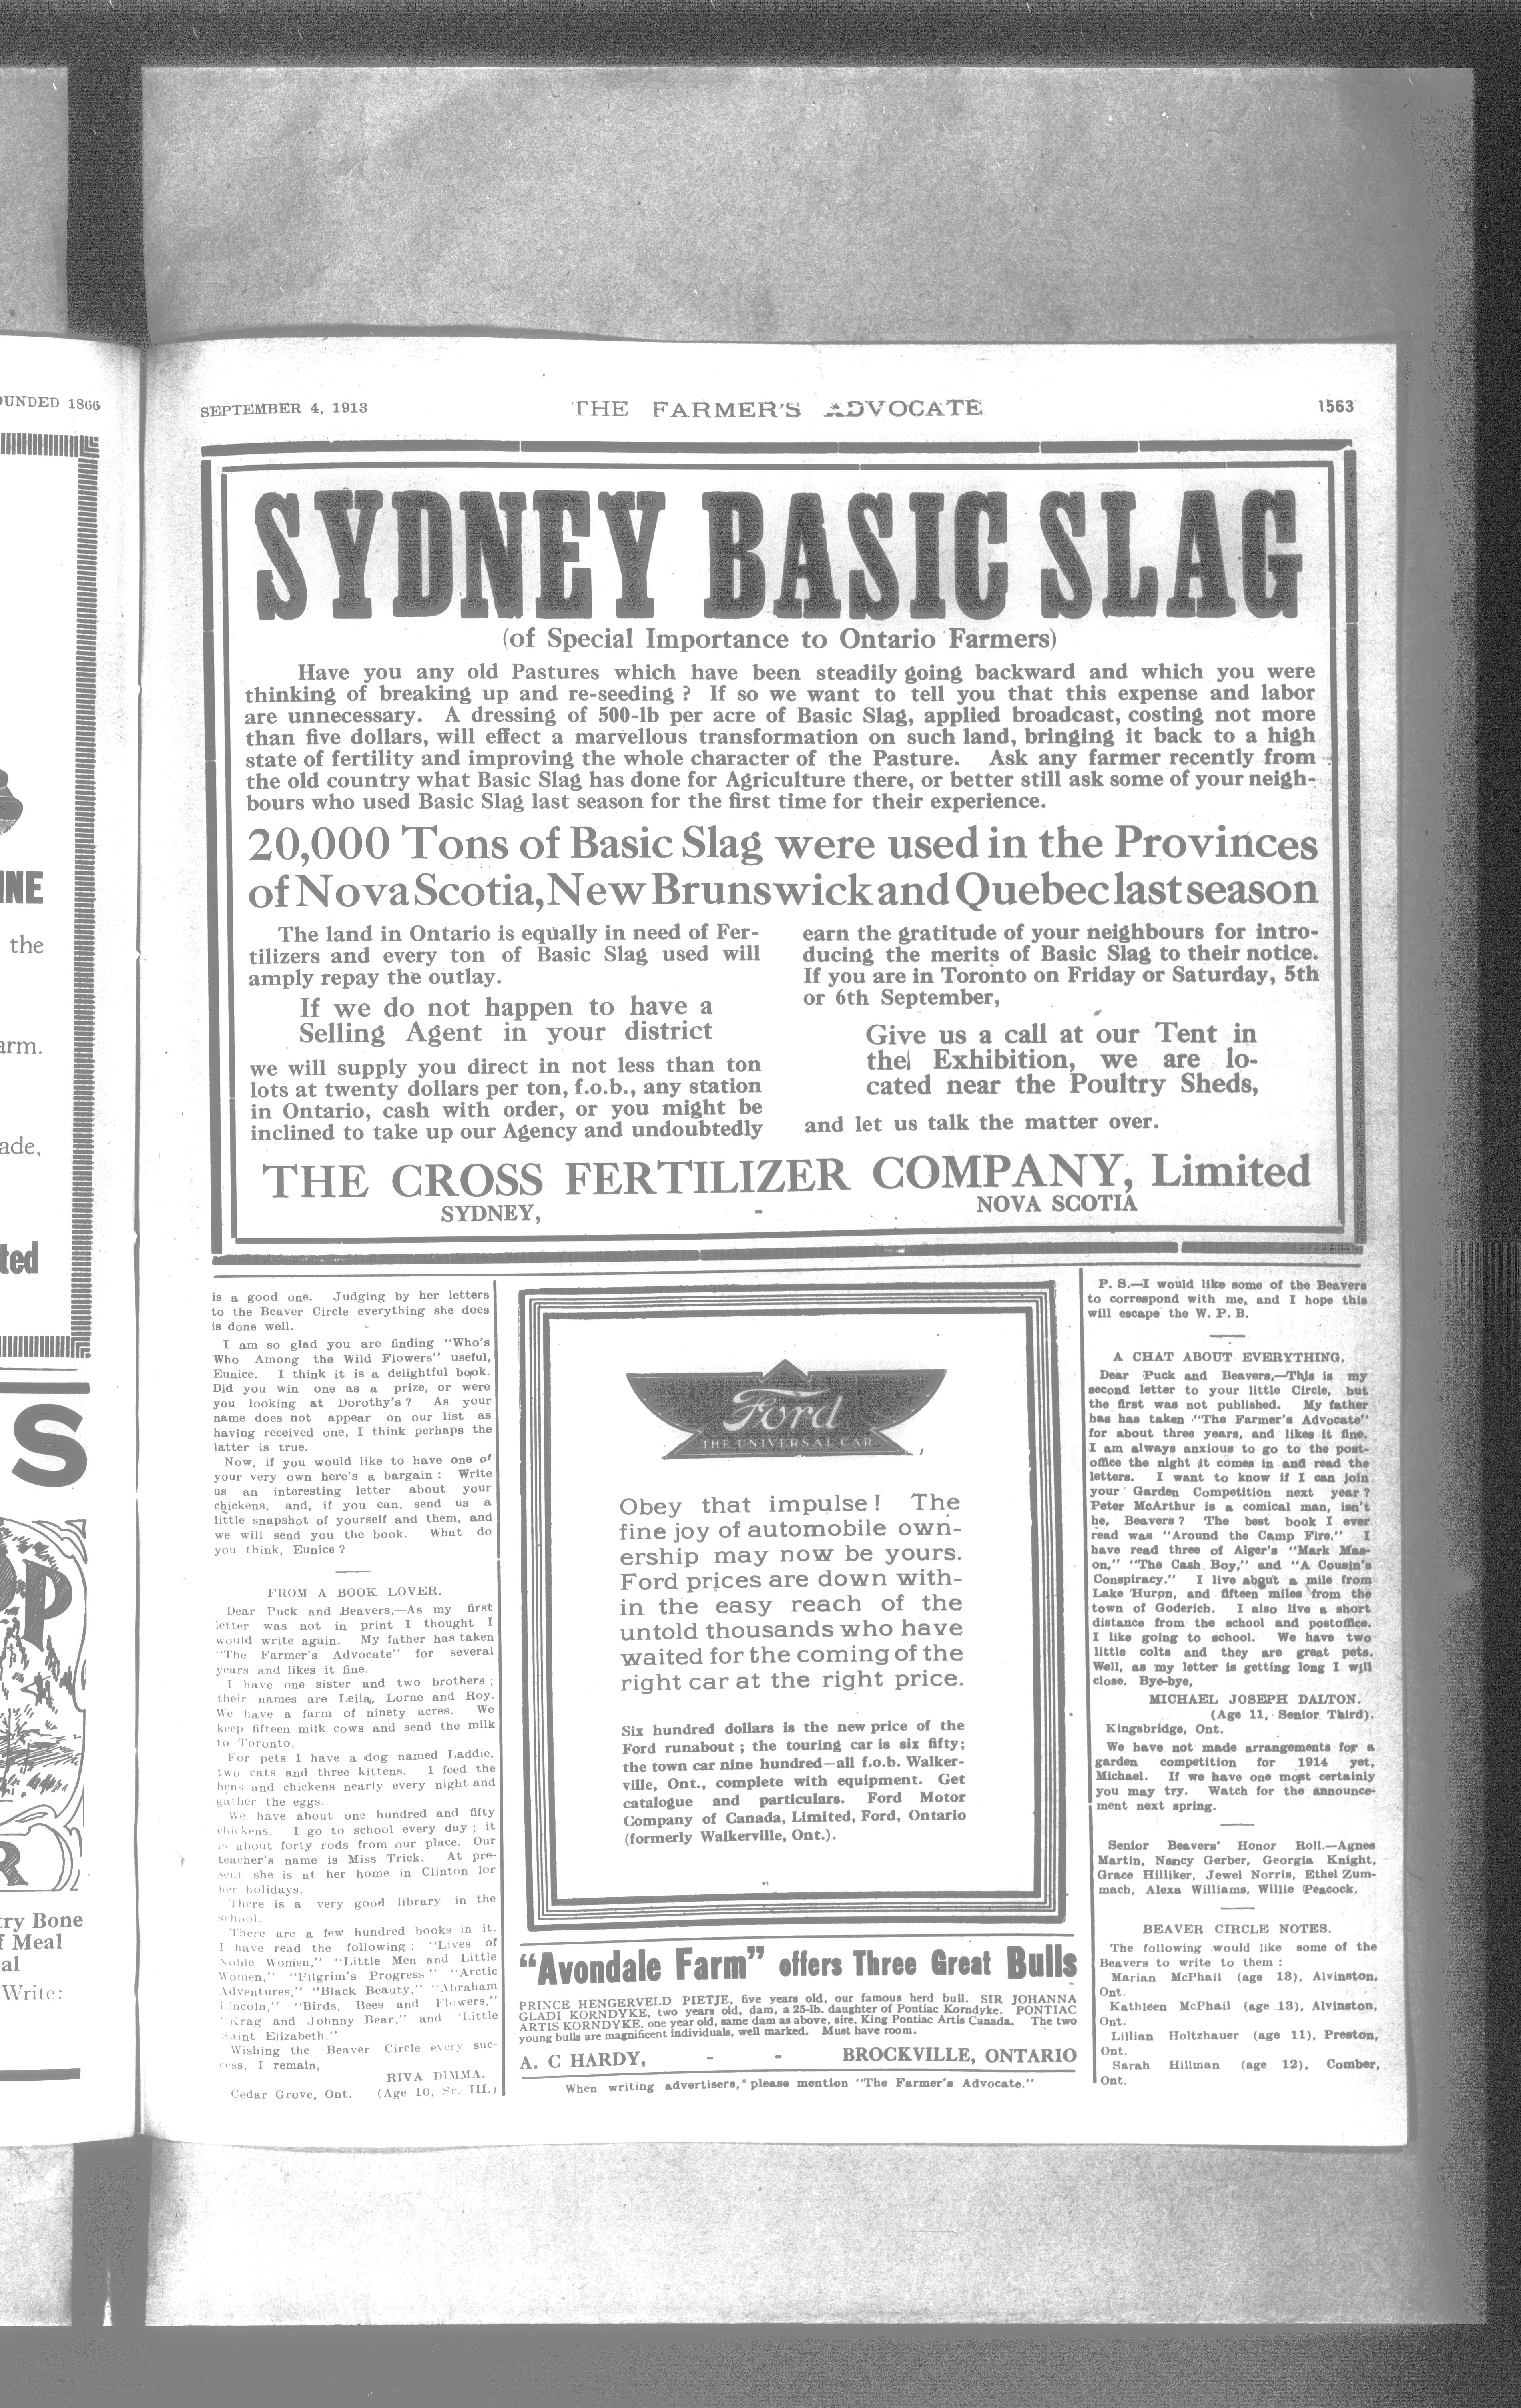 OUNDED 1866
INE
the
arm.
ade,
ted
S
OP
R
try Bone
f Meal
al
Write:
SEPTEMBER 4, 1913
THE FARMER'S ADVOCATE
1563
SYDNEY BASIC SLAG
(of Special Importance to Ontario Farmers)
Have you any old Pastures which have been steadily going backward and which you were
thinking of breaking up and re-seeding ? If so we want to tell you that this expense and labor
are unnecessary. A dressing of 500-lb per acre of Basic Slag, applied broadcast, costing not more
than five dollars, will effect a marvellous transformation on such land, bringing it back to a high
state of fertility and improving the whole character of the Pasture. Ask any farmer recently from
the old country what Basic Slag has done for Agriculture there, or better still ask some of your neigh-
bours who used Basic Slag last season for the first time for their experience.
20,000 Tons of Basic Slag were used in the Provinces
of Nova Scotia, New Brunswick and Quebec last season
The land in Ontario is equally in need of Fer-
tilizers and every ton of Basic Slag used will
amply repay the outlay.
If we do not happen to have a
Selling Agent in your district
we will supply you direct in not less than ton
lots at twenty dollars per ton, f.o.b., any station
in Ontario, cash with order, or you might be
inclined to take up our Agency and undoubtedly
earn the gratitude of your neighbours for intro-
ducing the merits of Basic Slag to their notice.
If you are in Toronto on Friday or Saturday, 5th
or 6th September,
Give us a call at our Tent in
the Exhibition, we are lo-
cated near the Poultry Sheds,
and let us talk the matter over.
THE CROSS FERTILIZER COMPANY, Limited
SYDNEY, - NOVA SCOTIA
is a good one. Judging by her letters
to the Beaver Circle everything she does
is done well.
I am so glad you are finding "Who's
Who Among the Wild Flowers" useful,
Eunice. I think it is a delightful book.
Did you win one as a prize, or were
you looking at Dorothy's ? As your
name does not appear on our list as
having received one, I think perhaps the
latter is true.
Now, if you would like to have one of
your very own here's a bargain : Write
us an interesting letter about your
chickens, and, if you can, send us a
little snapshot of yourself and them, and
we will send you the book. What do
you think, Eunice ?
FROM A BOOK LOVER.
Dear Puck and Beavers,—As my first
letter was not in print I thought I
would write again. My father has taken
"The Farmer's Advocate" for several
years and likes it fine.
I have one sister and two brothers ;
their names are Leila, Lorne and Roy.
We have a farm of ninety acres. We
keep fifteen milk cows and send the milk
to Toronto.
For pets I have a dog named Laddie,
two cats and three kittens. I feed the
hens and chickens nearly every night and
gather the eggs.
We have about one hundred and fifty
chickens. I go to school every day ; it
is about forty rods from our place. Our
teacher's name is Miss Trick. At pre-
sent she is at her home in Clinton for
her holidays.
There is a very good library in the
school.
There are a few hundred books in it.
I have read the following : "Lives of
Noble Women," "Little Men and Little
Women," "Pilgrim's Progress," "Arctic
Adventures," "Black Beauty," "Abraham
Lincoln," "Birds, Bees and Flowers,"
"Krag and Johnny Bear," and "Little
Saint Elizabeth."
Wishing the Beaver Circle every suc-
cess, I remain,
RIVA DIMMA.
Cedar Grove, Ont. (Age 10, Sr. III.)
Ford
THE UNIVERSAL CAR
Obey that impulse ! The
fine joy of automobile own-
ership may now be yours.
Ford prices are down with-
in the easy reach of the
untold thousands who have
waited for the coming of the
right car at the right price.
Six hundred dollars is the new price of the
Ford runabout ; the touring car is six fifty;
the town car nine hundred—all f.o.b. Walker-
ville, Ont., complete with equipment. Get
catalogue and particulars. Ford Motor
Company of Canada, Limited, Ford, Ontario
(formerly Walkerville, Ont.).
"Avondale Farm" offers Three Great Bulls
PRINCE HENGERVELD PIETJE, five years old, our famous herd bull. SIR JOHANNA
GLADI KORNDYKE, two years old, dam, a 25-lb. daughter of Pontiac Korndyke. PONTIAC
ARTIS KORNDYKE, one year old, same dam as above, sire, King Pontiac Artis Canada. The two
young bulls are magnificent individuals, well marked. Must have room.
A. C HARDY, - - BROCKVILLE, ONTARIO
When writing advertisers, please mention "The Farmer's Advocate."
P. S.—I would like some of the Beavers
to correspond with me, and I hope this
will escape the W. P. B.
A CHAT ABOUT EVERYTHING.
Dear Puck and Beavers,—This is my
second letter to your little Circle, but
the first was not published. My father
has has taken "The Farmer's Advocate"
for about three years, and likes it fine.
I am always anxious to go to the post-
office the night it comes in and read the
letters. I want to know if I can join
your Garden Competition next year ?
Peter McArthur is a comical man, isn't
he, Beavers ? The best book I ever
read was "Around the Camp Fire." I
have read three of Alger's "Mark Mas-
on," "The Cash Boy," and "A Cousin's
Conspiracy." I live about a mile from
Lake Huron, and fifteen miles from the
town of Goderich. I also live a short
distance from the school and postoffice.
I like going to school. We have two
little colts and they are great pets.
Well, as my letter is getting long I will
close. Bye-bye,
MICHAEL JOSEPH DALTON.
(Age 11, Senior Third).
Kingsbridge, Ont.
We have not made arrangements for a
garden competition for 1914 yet,
Michael. If we have one most certainly
you may try. Watch for the announce-
ment next spring.
Senior Beavers' Honor Roll.—Agnes
Martin, Nancy Gerber, Georgia Knight,
Grace Hilliker, Jewel Norris, Ethel Zum-
mach, Alexa Williams, Willie Peacock.
BEAVER CIRCLE NOTES.
The following would like some of the
Beavers to write to them :
Marian McPhail (age 13), Alvinston,
Ont.
Kathleen McPhail (age 13), Alvinston,
Ont.
Lillian Holtzhauer (age 11), Preston,
Ont.
Sarah Hillman (age 12), Comber,
Ont.